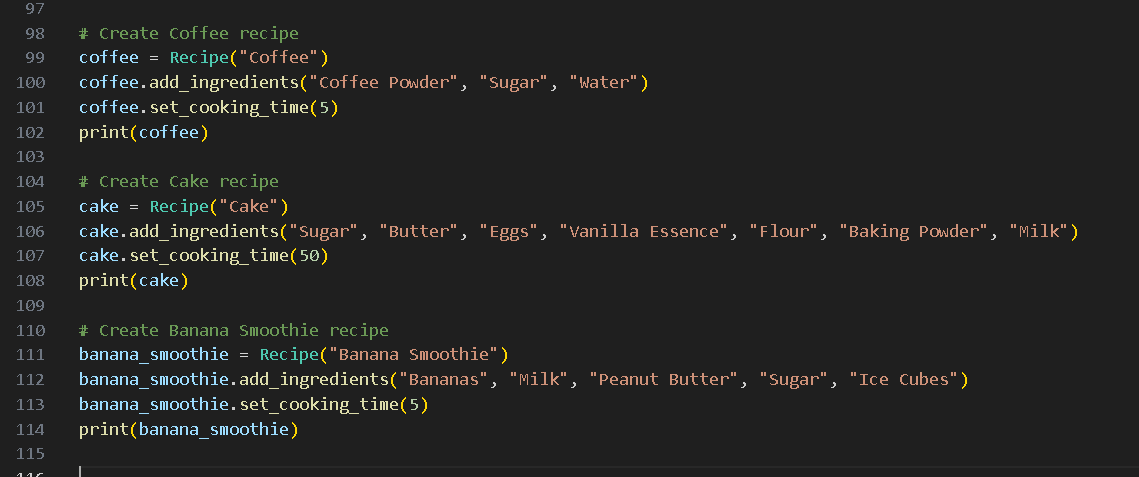 97
98 # Create Coffee recipe
99 coffee = Recipe("Coffee")
100 coffee.add_ingredients("Coffee Powder", "Sugar", "Water")
101 coffee.set_cooking_time(5)
102 print(coffee)
103
104 # Create Cake recipe
105 cake = Recipe("Cake")
106 cake.add_ingredients("Sugar", "Butter", "Eggs", "Vanilla Essence", "Flour", "Baking Powder", "Milk")
107 cake.set_cooking_time(50)
108 print(cake)
109
110 # Create Banana Smoothie recipe
111 banana_smoothie = Recipe("Banana Smoothie")
112 banana_smoothie.add_ingredients("Bananas", "Milk", "Peanut Butter", "Sugar", "Ice Cubes")
113 banana_smoothie.set_cooking_time(5)
114 print(banana_smoothie)
115
116